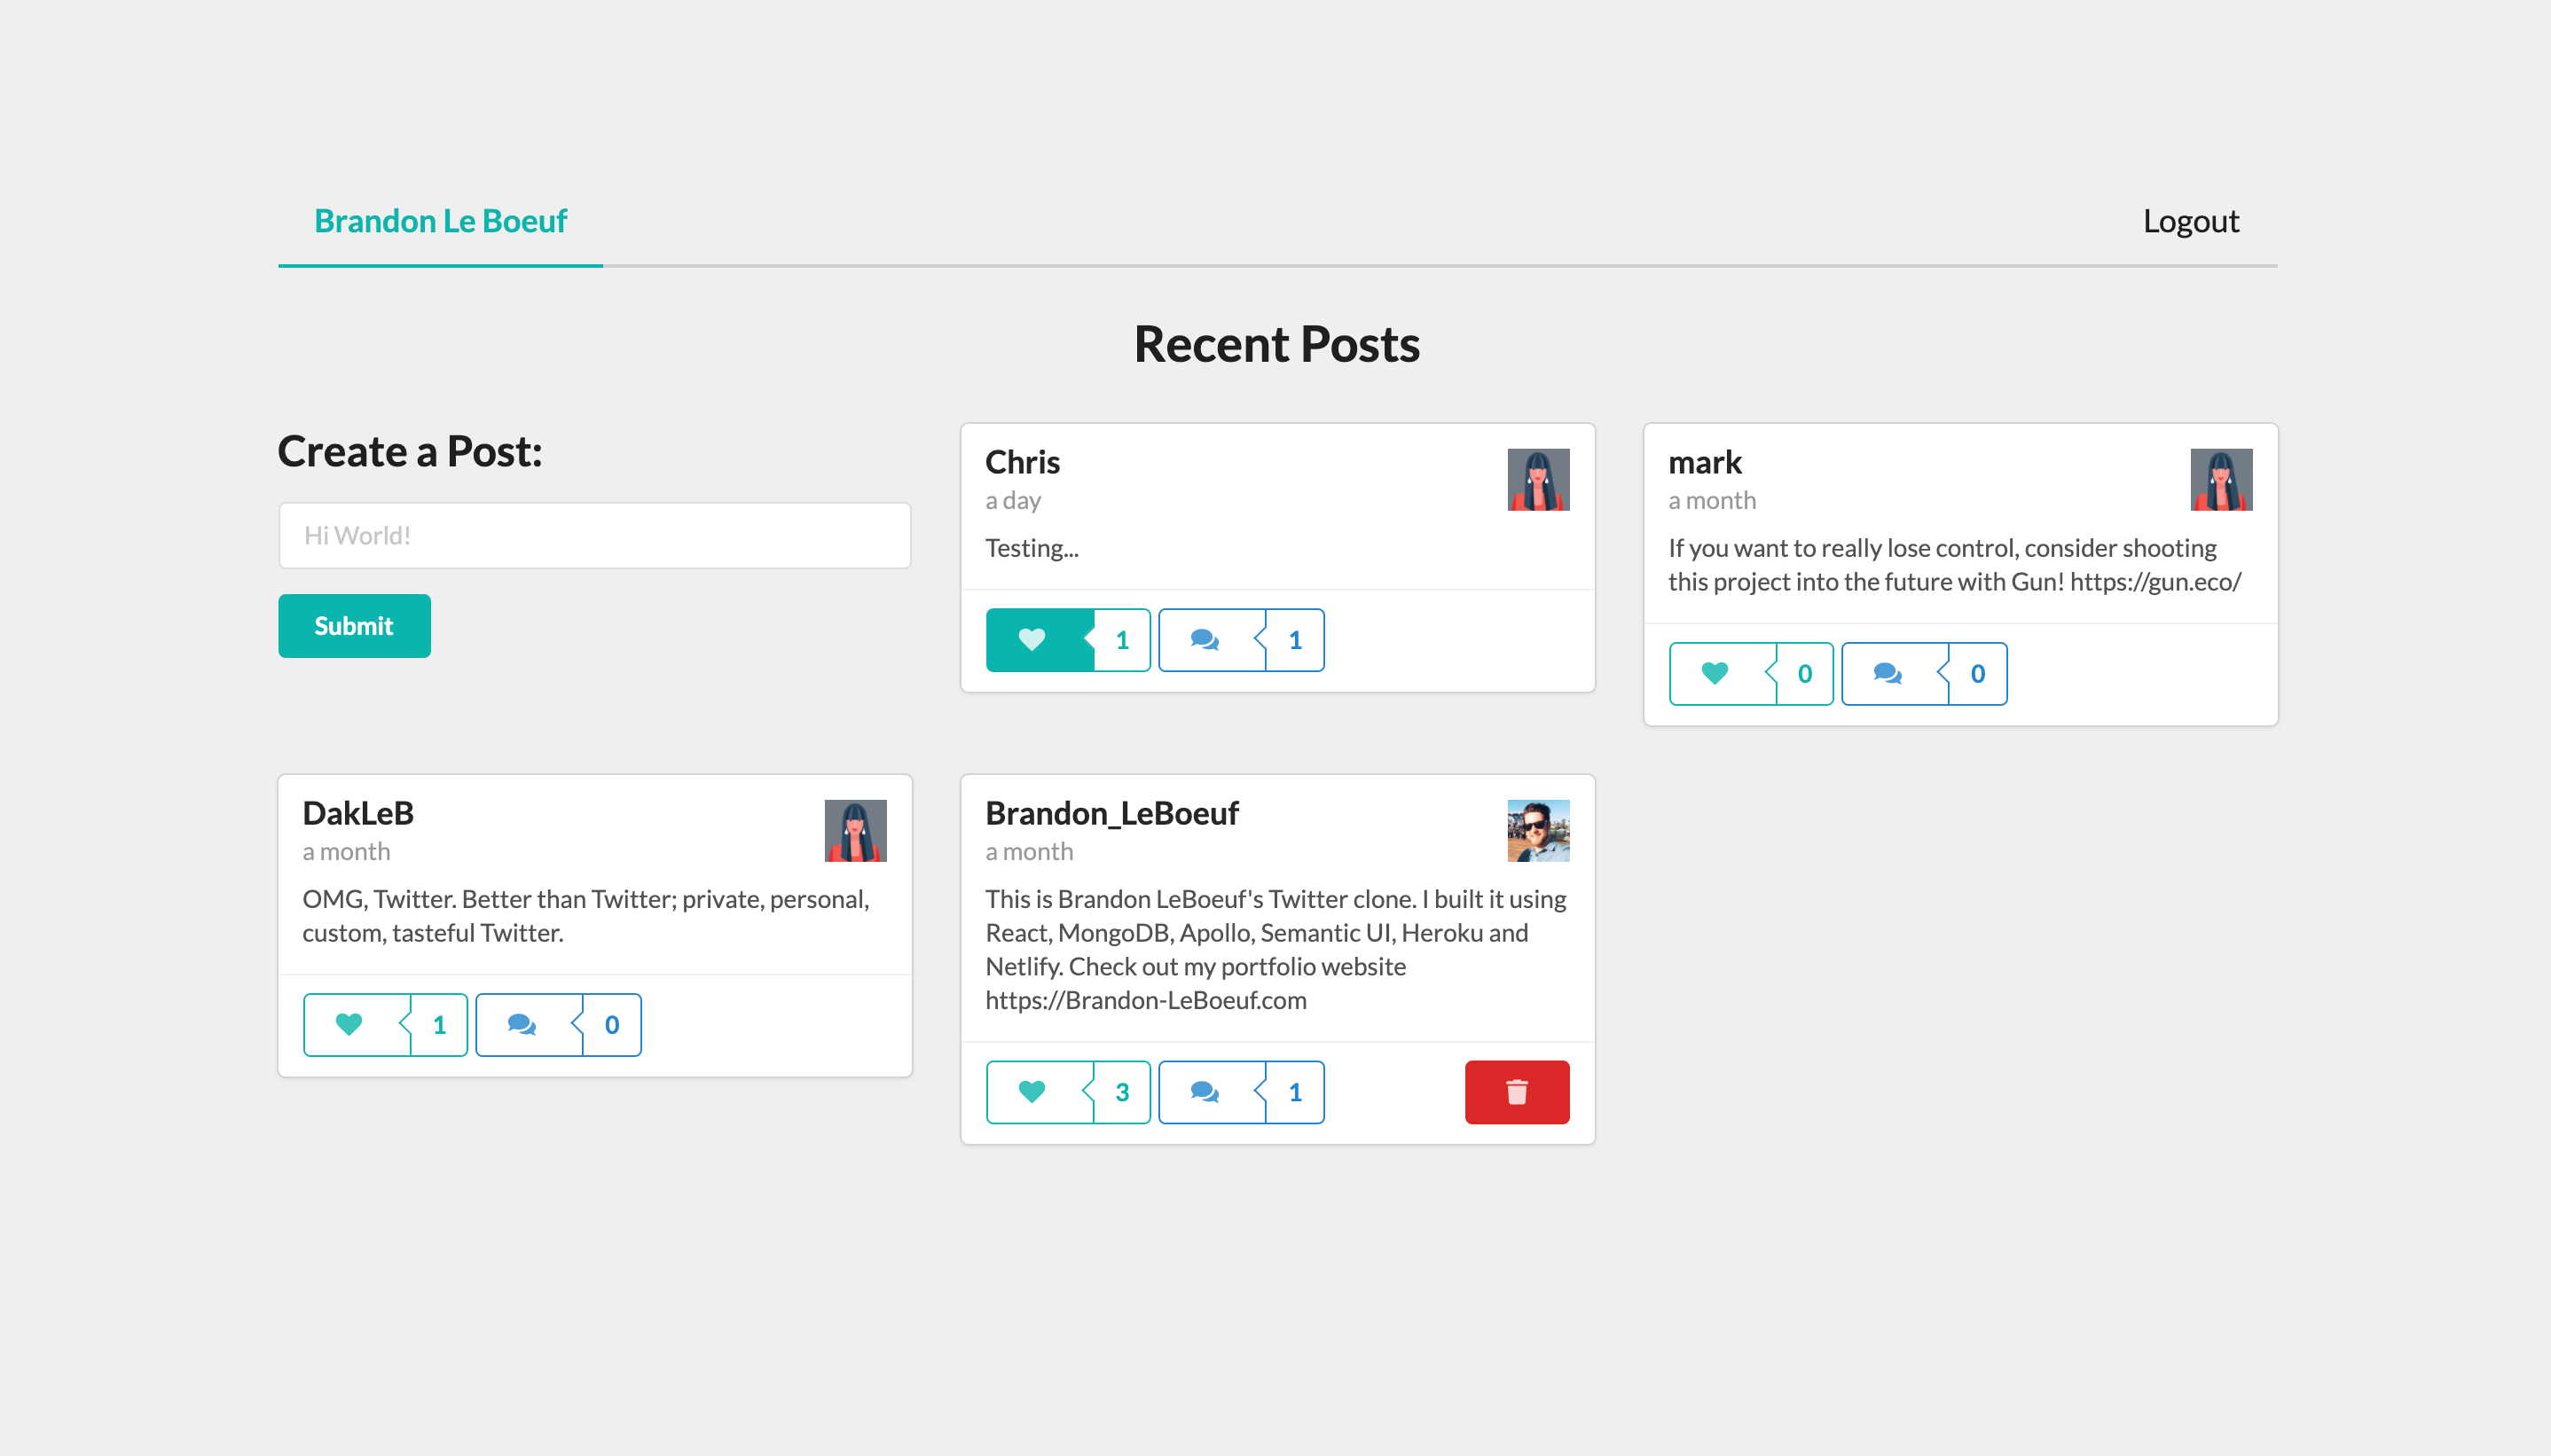 Brandon Le Boeuf
Logout
Recent Posts
Create a Post:
Hi World!
Submit
Chris
a day
Testing...
1
1
mark
a month
If you want to really lose control, consider shooting
this project into the future with Gun! https://gun.eco/
0
0
DakLeB
a month
OMG, Twitter. Better than Twitter; private, personal,
custom, tasteful Twitter.
1
0
Brandon_LeBoeuf
a month
This is Brandon LeBoeuf's Twitter clone. I built it using
React, MongoDB, Apollo, Semantic UI, Heroku and
Netlify. Check out my portfolio website
https://Brandon-LeBoeuf.com
3
1